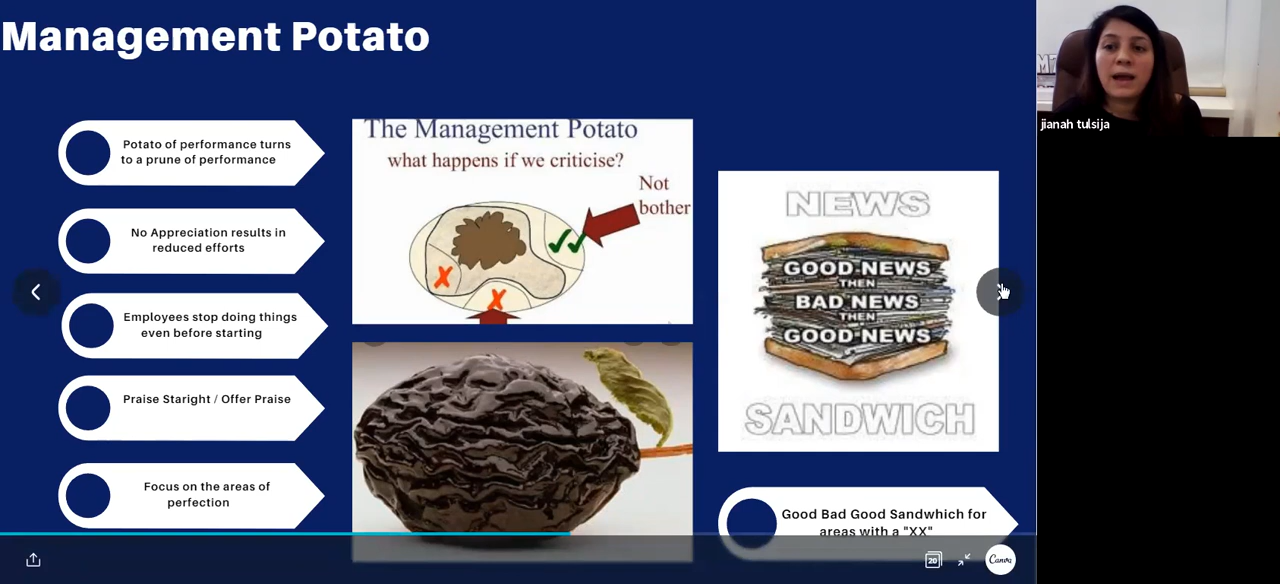 Management Potato
Potato of performance turns
to a prune of performance
No Appreciation results in
reduced efforts
Employees stop doing things
even before starting
Praise Staright / Offer Praise
Focus on the areas of
perfection
The Management Potato
what happens if we criticise?
Not
bother
NEWS
GOOD NEWS
THEN
BAD NEWS
THEN
GOOD NEWS
SANDWICH
Good Bad Good Sandwhich for
areas with a "XX"
jianah tulsija
20
Canva